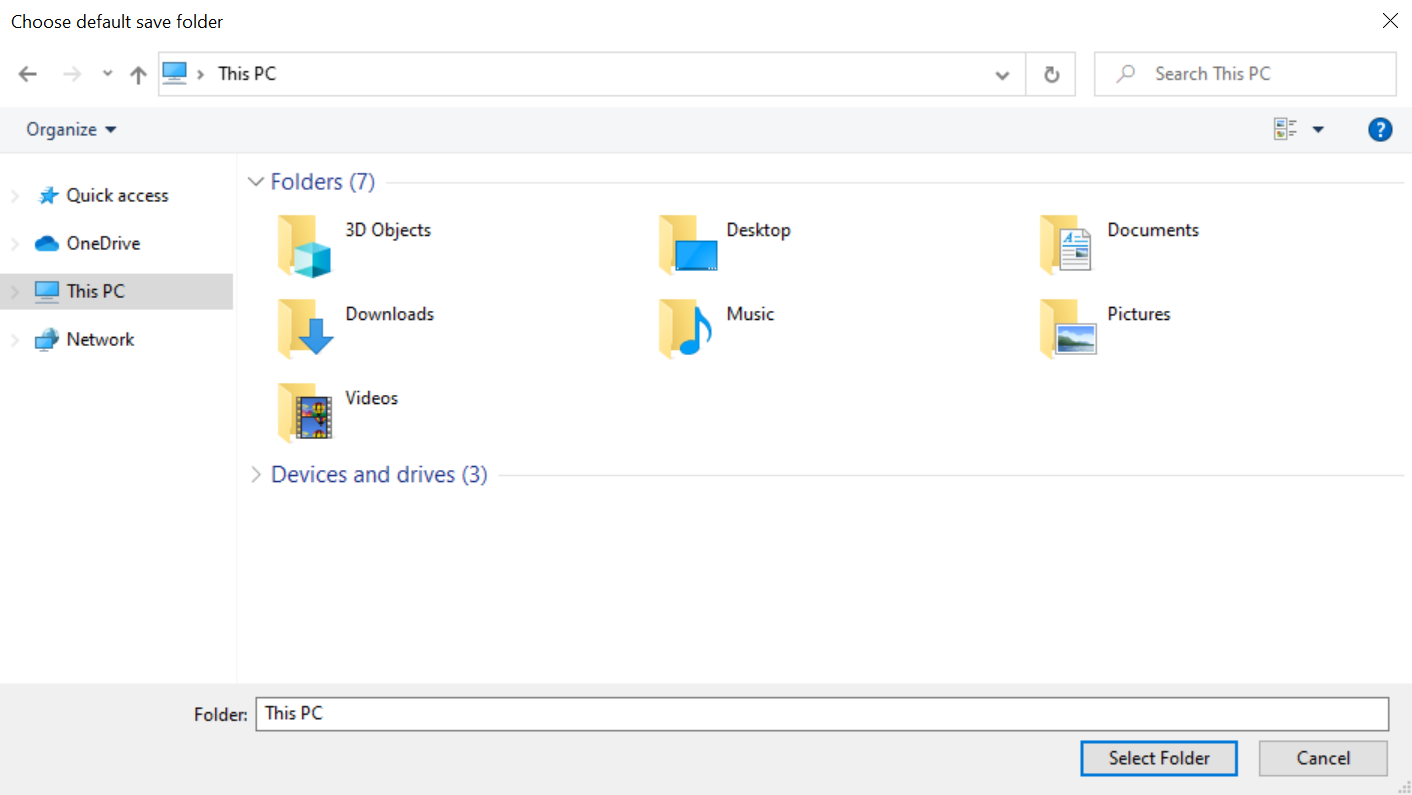 Choose default save folder
This PC
Search This PC
Organize
Quick access
OneDrive
This PC
Network
Folders (7)
3D Objects
Desktop
Documents
Downloads
Music
Pictures
Videos
Devices and drives (3)
Folder: This PC
Select Folder
Cancel